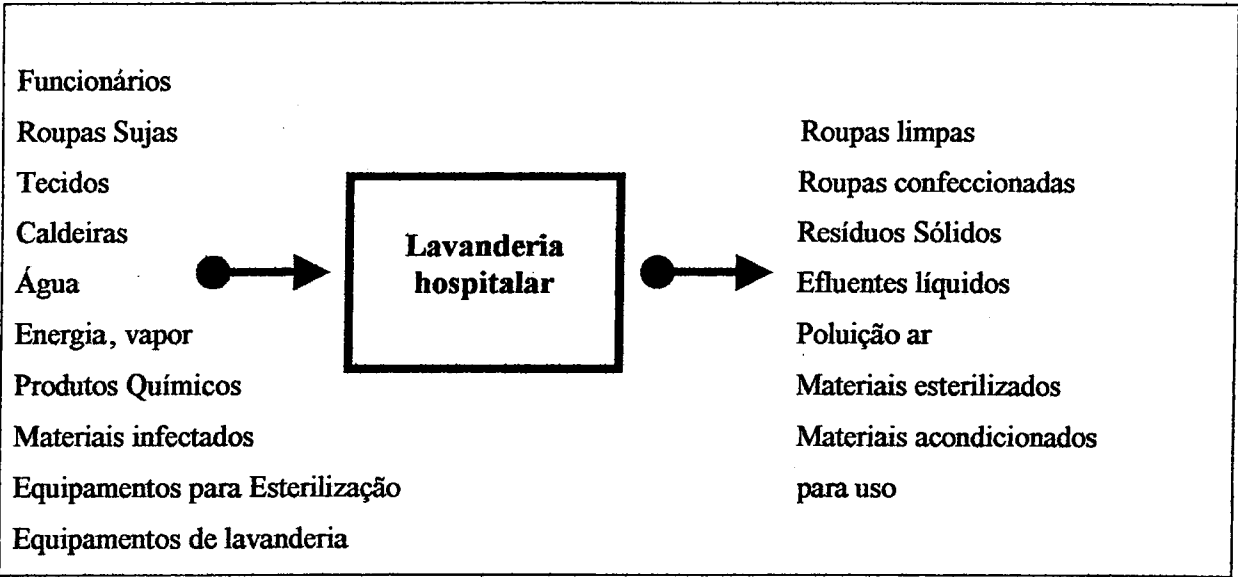 Funcionários
Roupas Sujas
Tecidos
Caldeiras
Água
Energia, vapor
Produtos Químicos
Materiais infectados
Equipamentos para Esterilização
Equipamentos de lavanderia
Lavanderia
hospitalar
Roupas limpas
Roupas confeccionadas
Resíduos Sólidos
Efluentes líquidos
Poluição ar
Materiais esterilizados
Materiais acondicionados
para uso